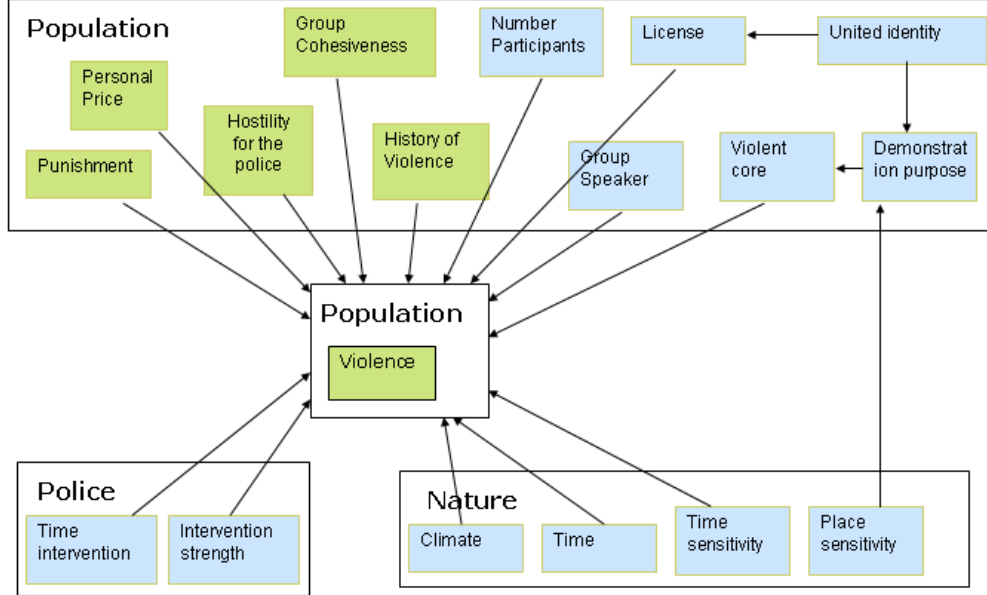 Population
Personal
Price
Punishment
Hostility
for the
police
Group
Cohesiveness
History of
Violence
Number
Participants
Group
Speaker
License
United identity
Violent
core
Demonstrat
ion purpose
Population
Violence
Police
Time
intervention
Intervention
strength
Nature
Climate
Time
Time
sensitivity
Place
sensitivity